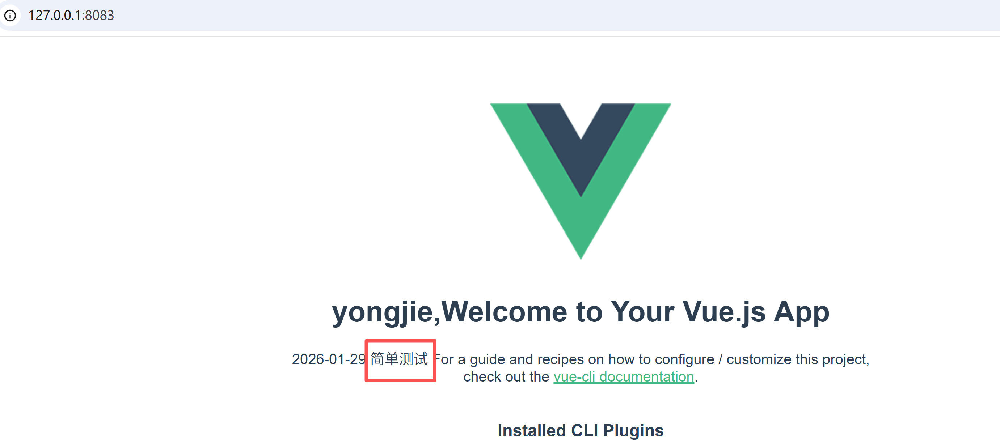 127.0.0.1:8083
yongjie,Welcome to Your Vue.js App
2026-01-29 简单测试 For a guide and recipes on how to configure / customize this project,
check out the vue-cli documentation.
Installed CLI Plugins